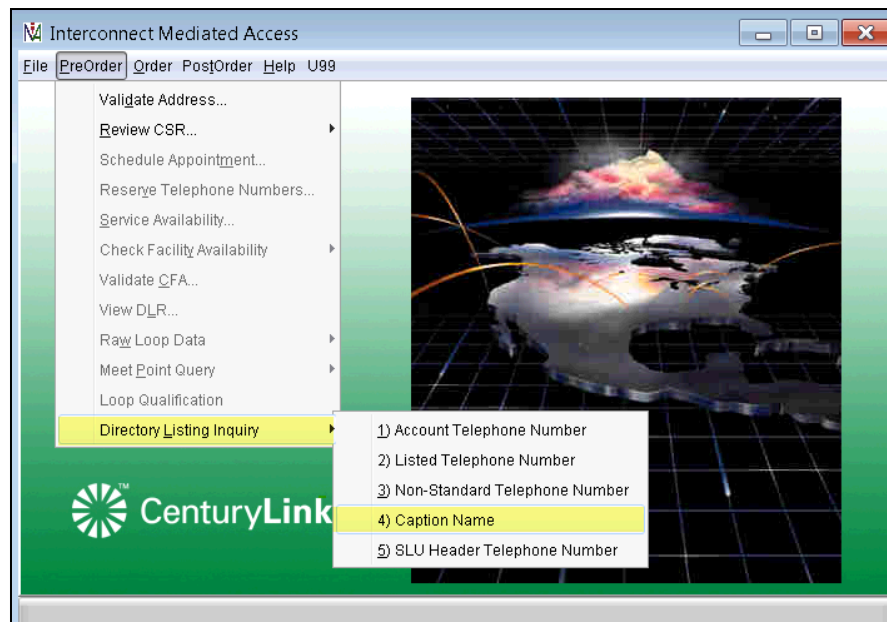 Interconnect Mediated Access
File PreOrder Order PostOrder Help U99
Validate Address...
Review CSR...
Schedule Appointment...
Reserve Telephone Numbers...
Service Availability...
Check Facility Availability
Validate CFA...
View DLR...
Raw Loop Data
Meet Point Query
Loop Qualification
Directory Listing Inquiry
1) Account Telephone Number
2) Listed Telephone Number
3) Non-Standard Telephone Number
4) Caption Name
5) SLU Header Telephone Number
CenturyLink™